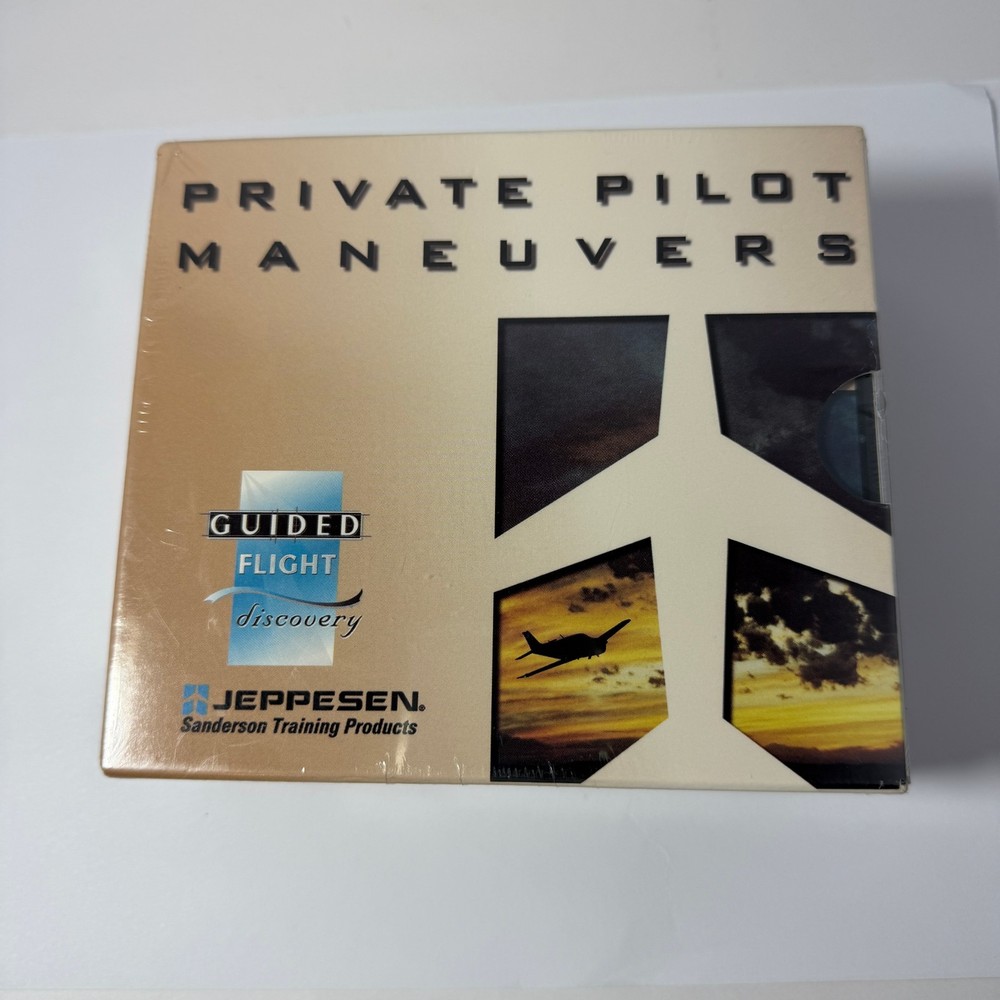 PRIVATE PILOT
MANEUVERS
GUIDED
FLIGHT
discovery
JEPPESEN®
Sanderson Training Products